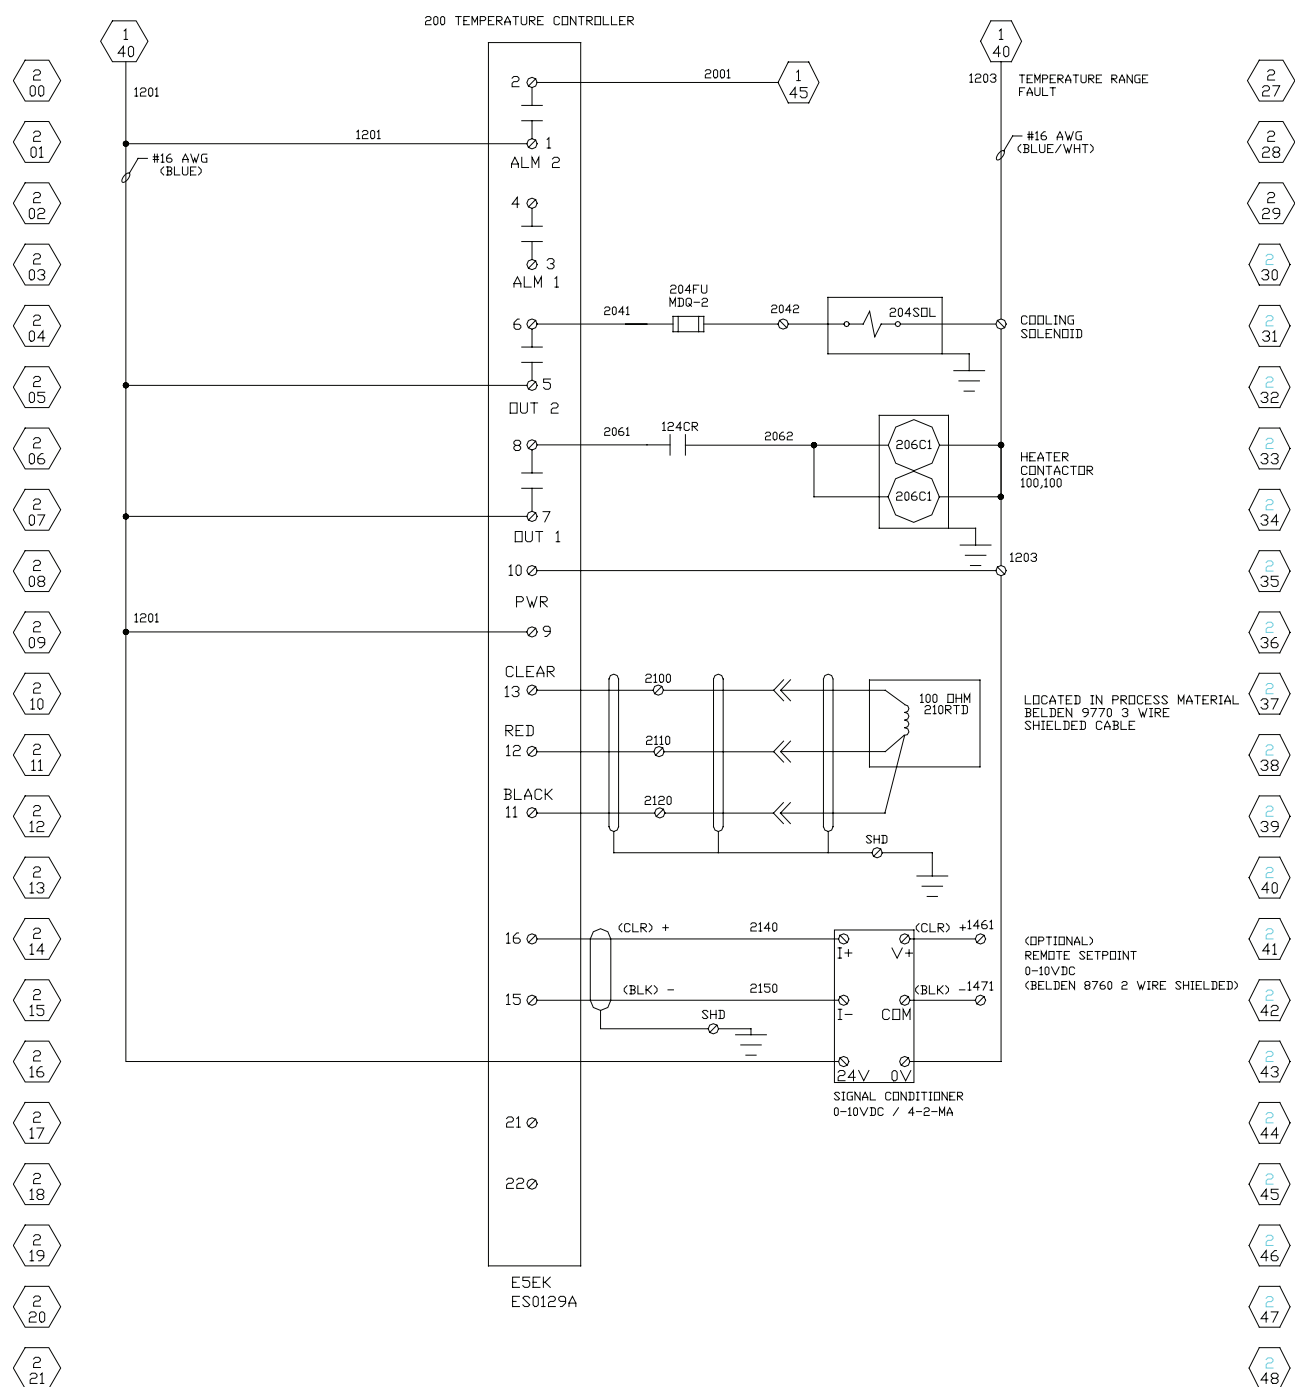 200 TEMPERATURE CONTROLLER
1
40
1
40
2
00
2
2001
1
45
1203
TEMPERATURE RANGE
FAULT
2
27
1201
2
01
1201
1
ALM 2
#16 AWG
(BLUE)
#16 AWG
(BLUE/WHT)
2
28
2
02
4
2
29
2
03
3
ALM 1
2
30
204FU
MDQ-2
2
04
6
2041
2042
204SOL
COOLING
SOLENOID
2
31
2
05
5
OUT 2
2
32
2
06
8
2061
124CR
2062
206C1
HEATER
CONTACTOR
100,100
2
33
206C1
2
07
7
OUT 1
2
34
2
08
10
1203
2
35
PWR
1201
2
09
9
2
36
CLEAR
2
10
13
2100
100 OHM
210RTD
LOCATED IN PROCESS MATERIAL
BELDEN 9770 3 WIRE
SHIELDED CABLE
2
37
RED
2
11
12
2110
2
38
BLACK
2
12
11
2120
2
39
SHD
2
13
2
40
2
14
16
(CLR) +
2140
I+
V+
(CLR) +1461
(OPTIONAL)
REMOTE SETPOINT
0-10VDC
(BELDEN 8760 2 WIRE SHIELDED)
2
41
2
15
15
(BLK) -
2150
I-
COM
(BLK) -1471
2
42
SHD
2
16
24V
0V
2
43
SIGNAL CONDITIONER
0-10VDC / 4-2-MA
2
17
21
2
44
2
18
22
2
45
2
19
2
46
E5EK
ES0129A
2
20
2
47
2
21
2
48